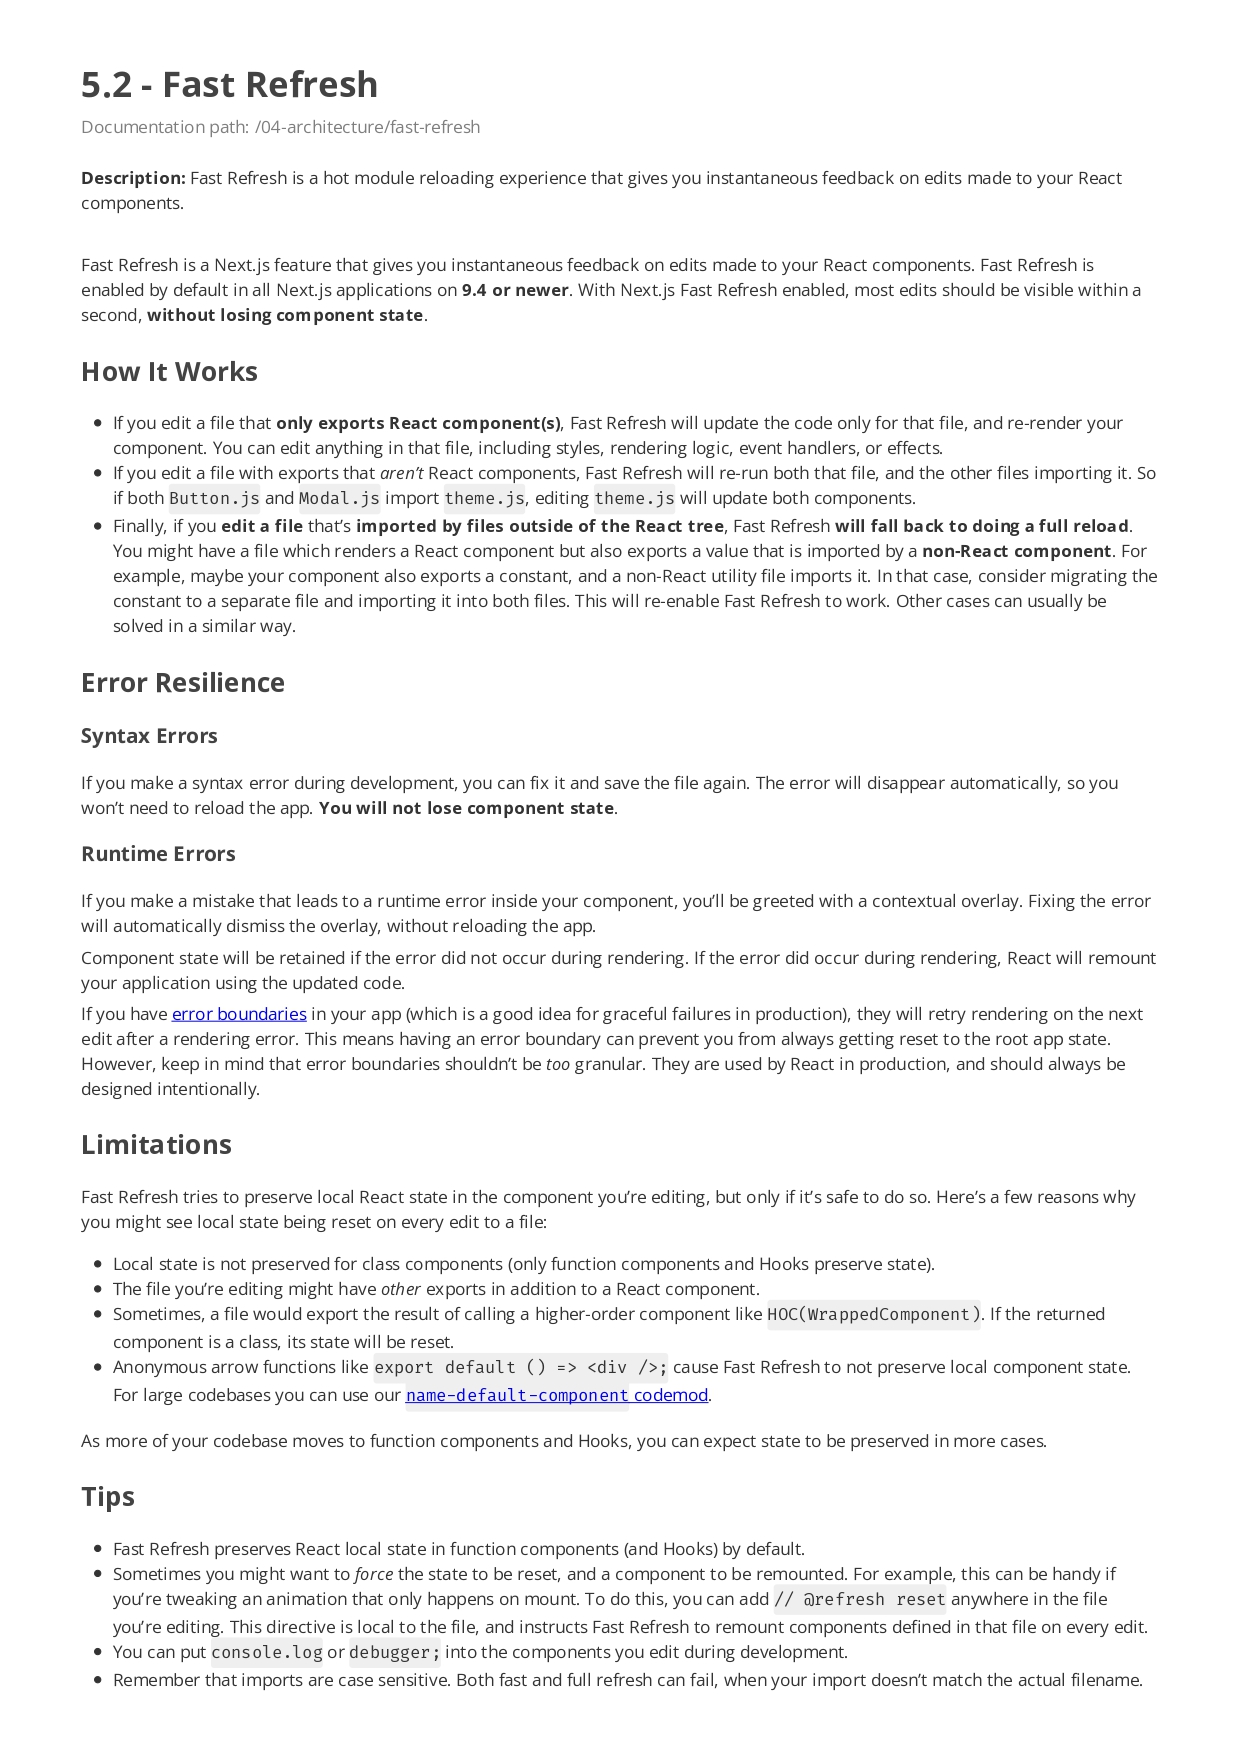 5.2 - Fast Refresh
Documentation path: /04-architecture/fast-refresh
Description: Fast Refresh is a hot module reloading experience that gives you instantaneous feedback on edits made to your React
components.
Fast Refresh is a Next.js feature that gives you instantaneous feedback on edits made to your React components. Fast Refresh is
enabled by default in all Next.js applications on 9.4 or newer. With Next.js Fast Refresh enabled, most edits should be visible within a
second, without losing component state.
How It Works
• If you edit a file that only exports React component(s), Fast Refresh will update the code only for that file, and re-render your
component. You can edit anything in that file, including styles, rendering logic, event handlers, or effects.
• If you edit a file with exports that aren’t React components, Fast Refresh will re-run both that file, and the other files importing it. So
if both Button.js and Modal.js import theme.js, editing theme.js will update both components.
• Finally, if you edit a file that’s imported by files outside of the React tree, Fast Refresh will fall back to doing a full reload.
You might have a file which renders a React component but also exports a value that is imported by a non-React component. For
example, maybe your component also exports a constant, and a non-React utility file imports it. In that case, consider migrating the
constant to a separate file and importing it into both files. This will re-enable Fast Refresh to work. Other cases can usually be
solved in a similar way.
Error Resilience
Syntax Errors
If you make a syntax error during development, you can fix it and save the file again. The error will disappear automatically, so you
won’t need to reload the app. You will not lose component state.
Runtime Errors
If you make a mistake that leads to a runtime error inside your component, you’ll be greeted with a contextual overlay. Fixing the error
will automatically dismiss the overlay, without reloading the app.
Component state will be retained if the error did not occur during rendering. If the error did occur during rendering, React will remount
your application using the updated code.
If you have error boundaries in your app (which is a good idea for graceful failures in production), they will retry rendering on the next
edit after a rendering error. This means having an error boundary can prevent you from always getting reset to the root app state.
However, keep in mind that error boundaries shouldn’t be too granular. They are used by React in production, and should always be
designed intentionally.
Limitations
Fast Refresh tries to preserve local React state in the component you’re editing, but only if it’s safe to do so. Here’s a few reasons why
you might see local state being reset on every edit to a file:
• Local state is not preserved for class components (only function components and Hooks preserve state).
• The file you’re editing might have other exports in addition to a React component.
• Sometimes, a file would export the result of calling a higher-order component like HOC(WrappedComponent). If the returned
component is a class, its state will be reset.
• Anonymous arrow functions like export default () => <div />; cause Fast Refresh to not preserve local component state.
For large codebases you can use our name-default-component codemod.
As more of your codebase moves to function components and Hooks, you can expect state to be preserved in more cases.
Tips
• Fast Refresh preserves React local state in function components (and Hooks) by default.
• Sometimes you might want to force the state to be reset, and a component to be remounted. For example, this can be handy if
you’re tweaking an animation that only happens on mount. To do this, you can add // @refresh reset anywhere in the file
you’re editing. This directive is local to the file, and instructs Fast Refresh to remount components defined in that file on every edit.
• You can put console.log or debugger; into the components you edit during development.
• Remember that imports are case sensitive. Both fast and full refresh can fail, when your import doesn’t match the actual filename.